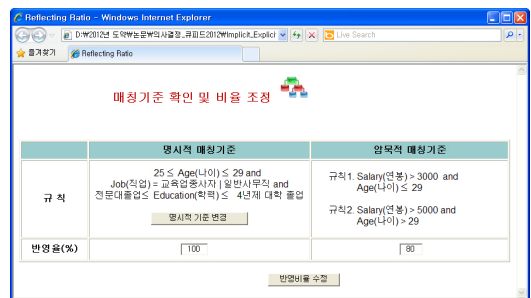 Reflecting Ratio - Windows Internet Explorer
D:₩2012년 도약₩논문₩의사결정_큐피드2012₩Implicit_Explicit
Live Search
즐겨찾기
Reflecting Ratio
매칭기준 확인 및 비율 조정
명시적 매칭기준
암묵적 매칭기준
규 칙
25 ≤ Age(나이) ≤ 29 and
Job(직업) = 교육업종사자 | 일반사무직 and
전문대졸업≤ Education(학력) ≤ 4년제 대학 졸업
명시적 기준 변경
규칙1. Salary(연봉) > 3000 and
Age(나이) ≤ 29
규칙2. Salary(연봉) > 5000 and
Age(나이) > 29
반영율(%)
100
80
반영비율 수정